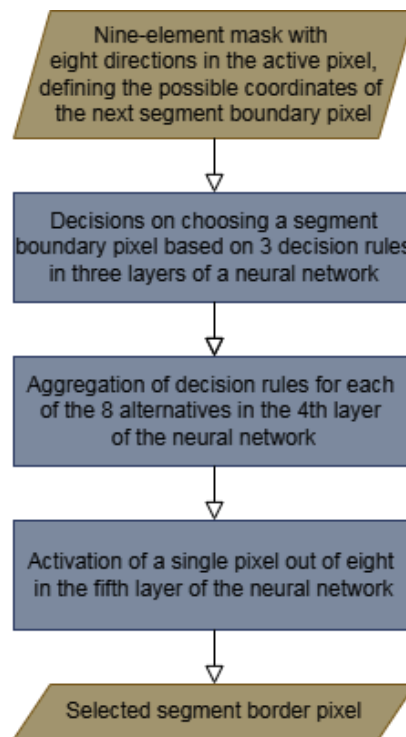 Nine-element mask with
eight directions in the active pixel,
defining the possible coordinates of
the next segment boundary pixel
Decisions on choosing a segment
boundary pixel based on 3 decision rules
in three layers of a neural network
Aggregation of decision rules for each
of the 8 alternatives in the 4th layer
of the neural network
Activation of a single pixel out of eight
in the fifth layer of the neural network
Selected segment border pixel